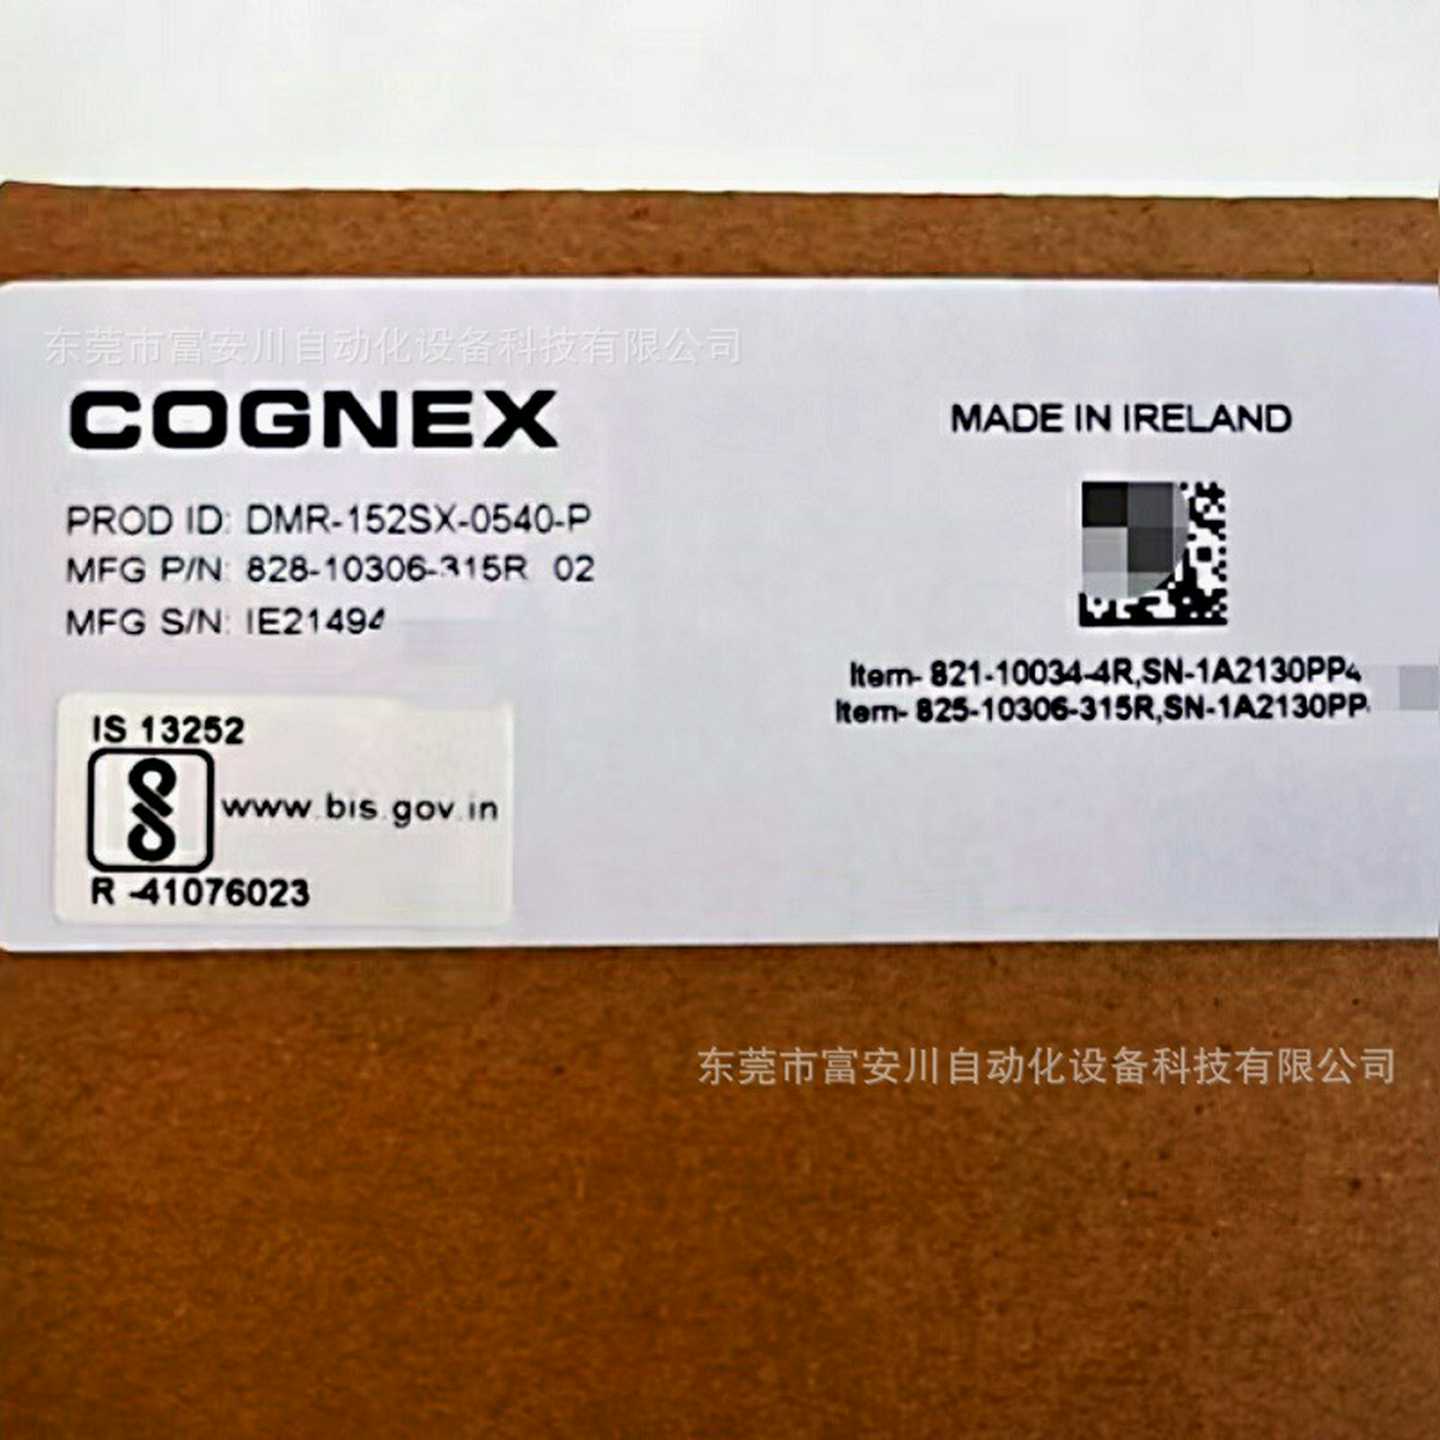 东莞市富安川自动化设备科技有限公司
COGNEX
PROD ID: DMR-152SX-0540-P
MFG P/N: 828-10306-315R 02
MFG S/N: IE21494
MADE IN IRELAND
Item- 821-10034-4R,SN-1A2130PP4
Item- 825-10306-315R,SN-1A2130PP
IS 13252
www.bis.gov.in
R -41076023
东莞市富安川自动化设备科技有限公司